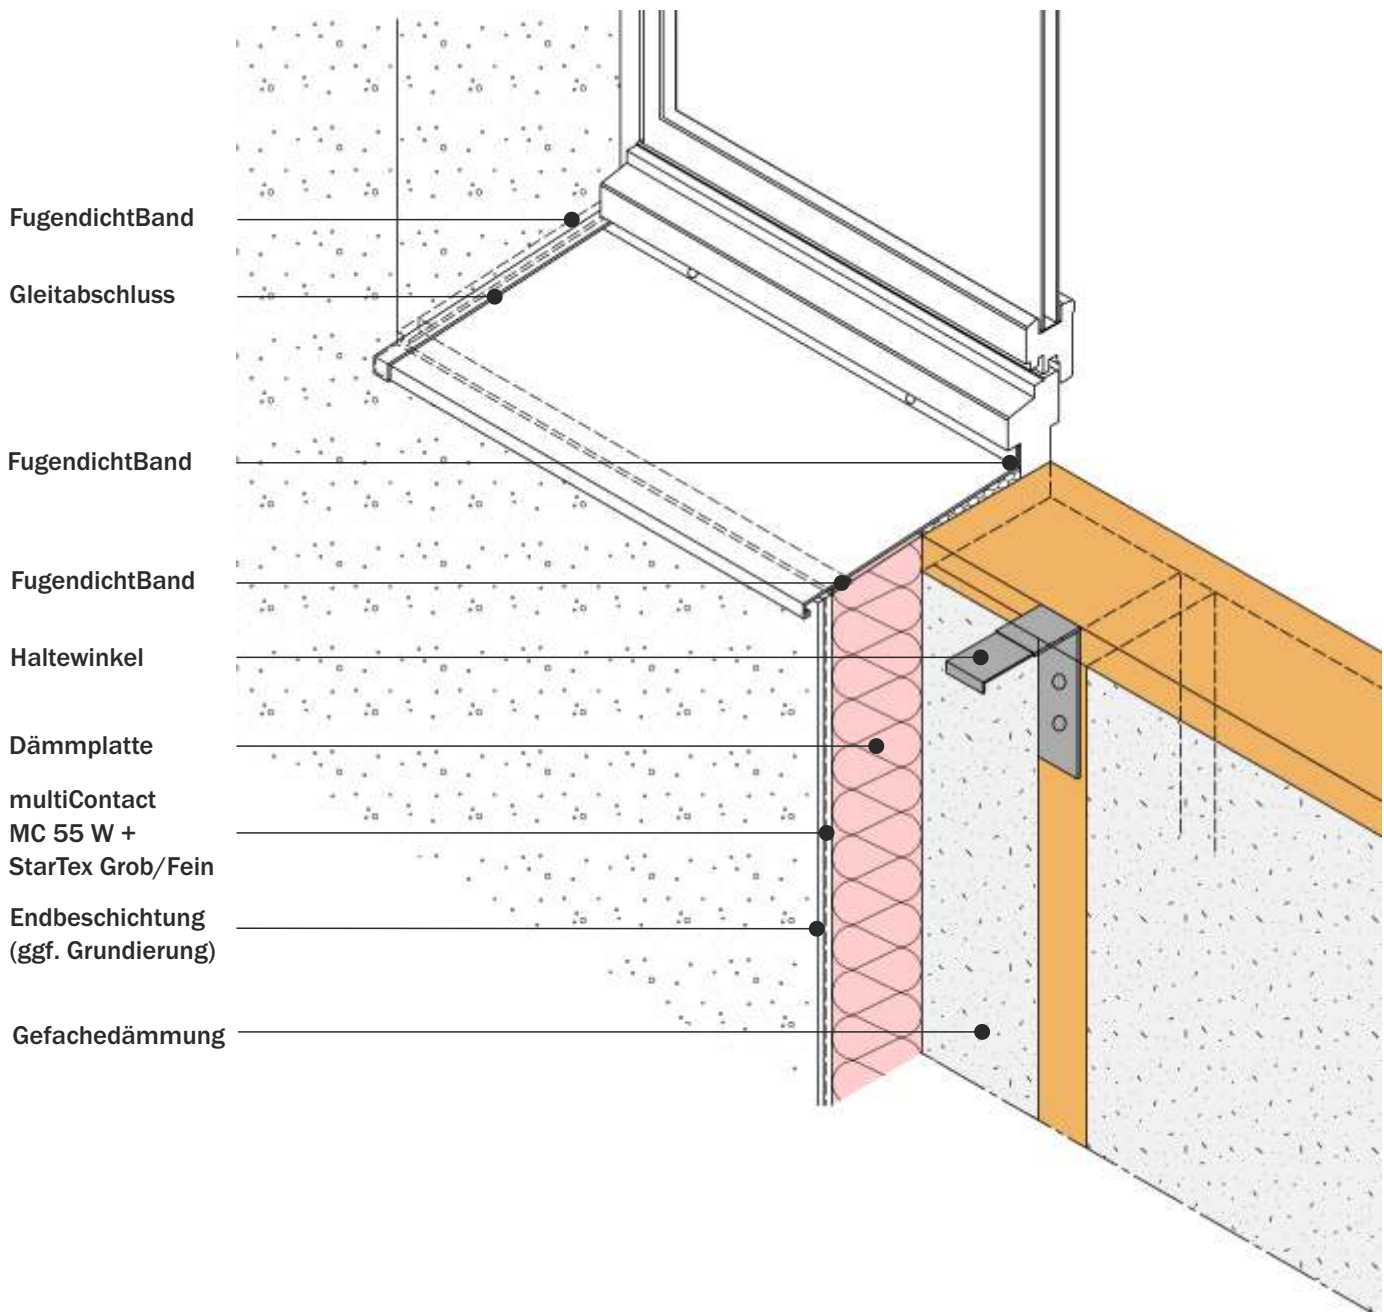 FugendichtBand
Gleitabschluss
FugendichtBand
FugendichtBand
Haltewinkel
Dämmplatte
multiContact
MC 55 W +
StarTex Grob/Fein
Endbeschichtung
(ggf. Grundierung)
Gefachedämmung